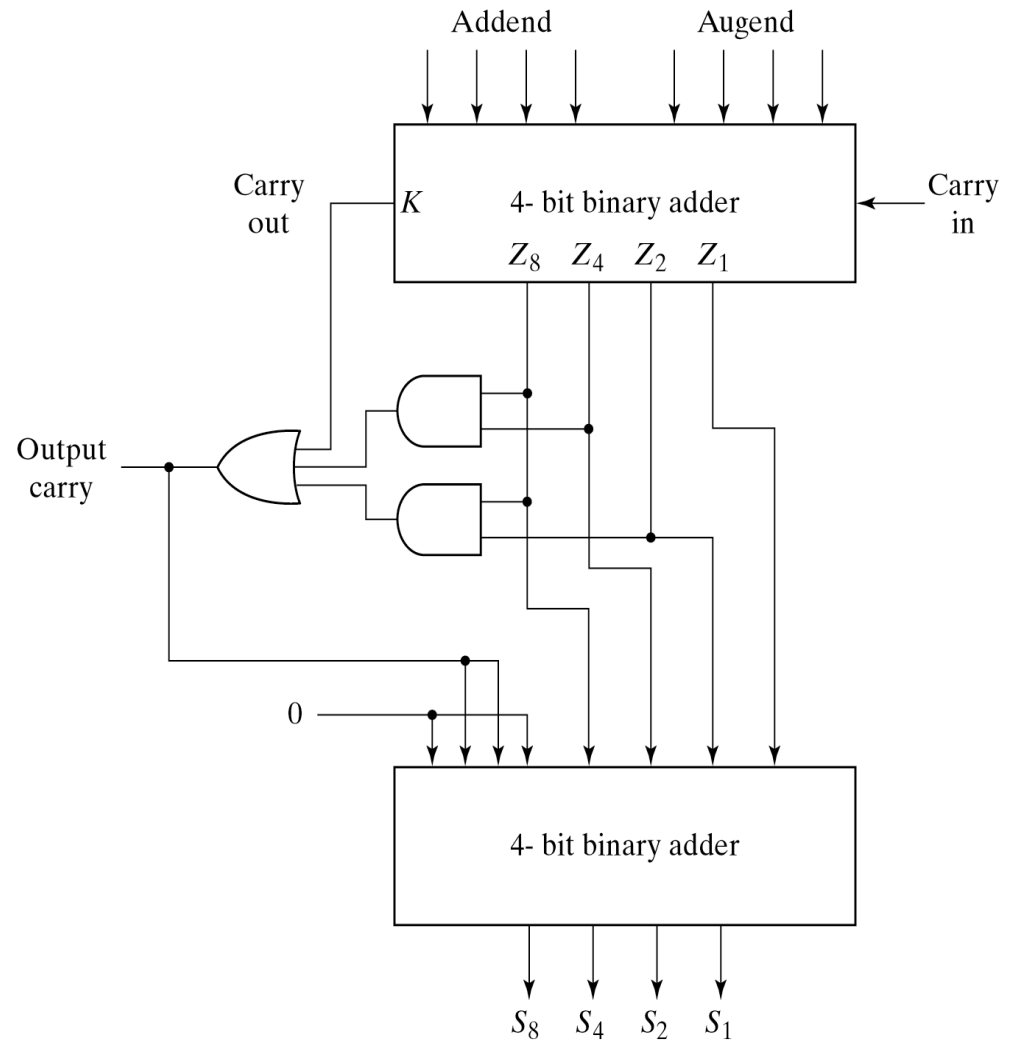 Addend
Augend
Carry
out
K
4- bit binary adder
Carry
in
Z8 Z4 Z2 Z1
Output
carry
0
4- bit binary adder
S8 S4 S2 S1